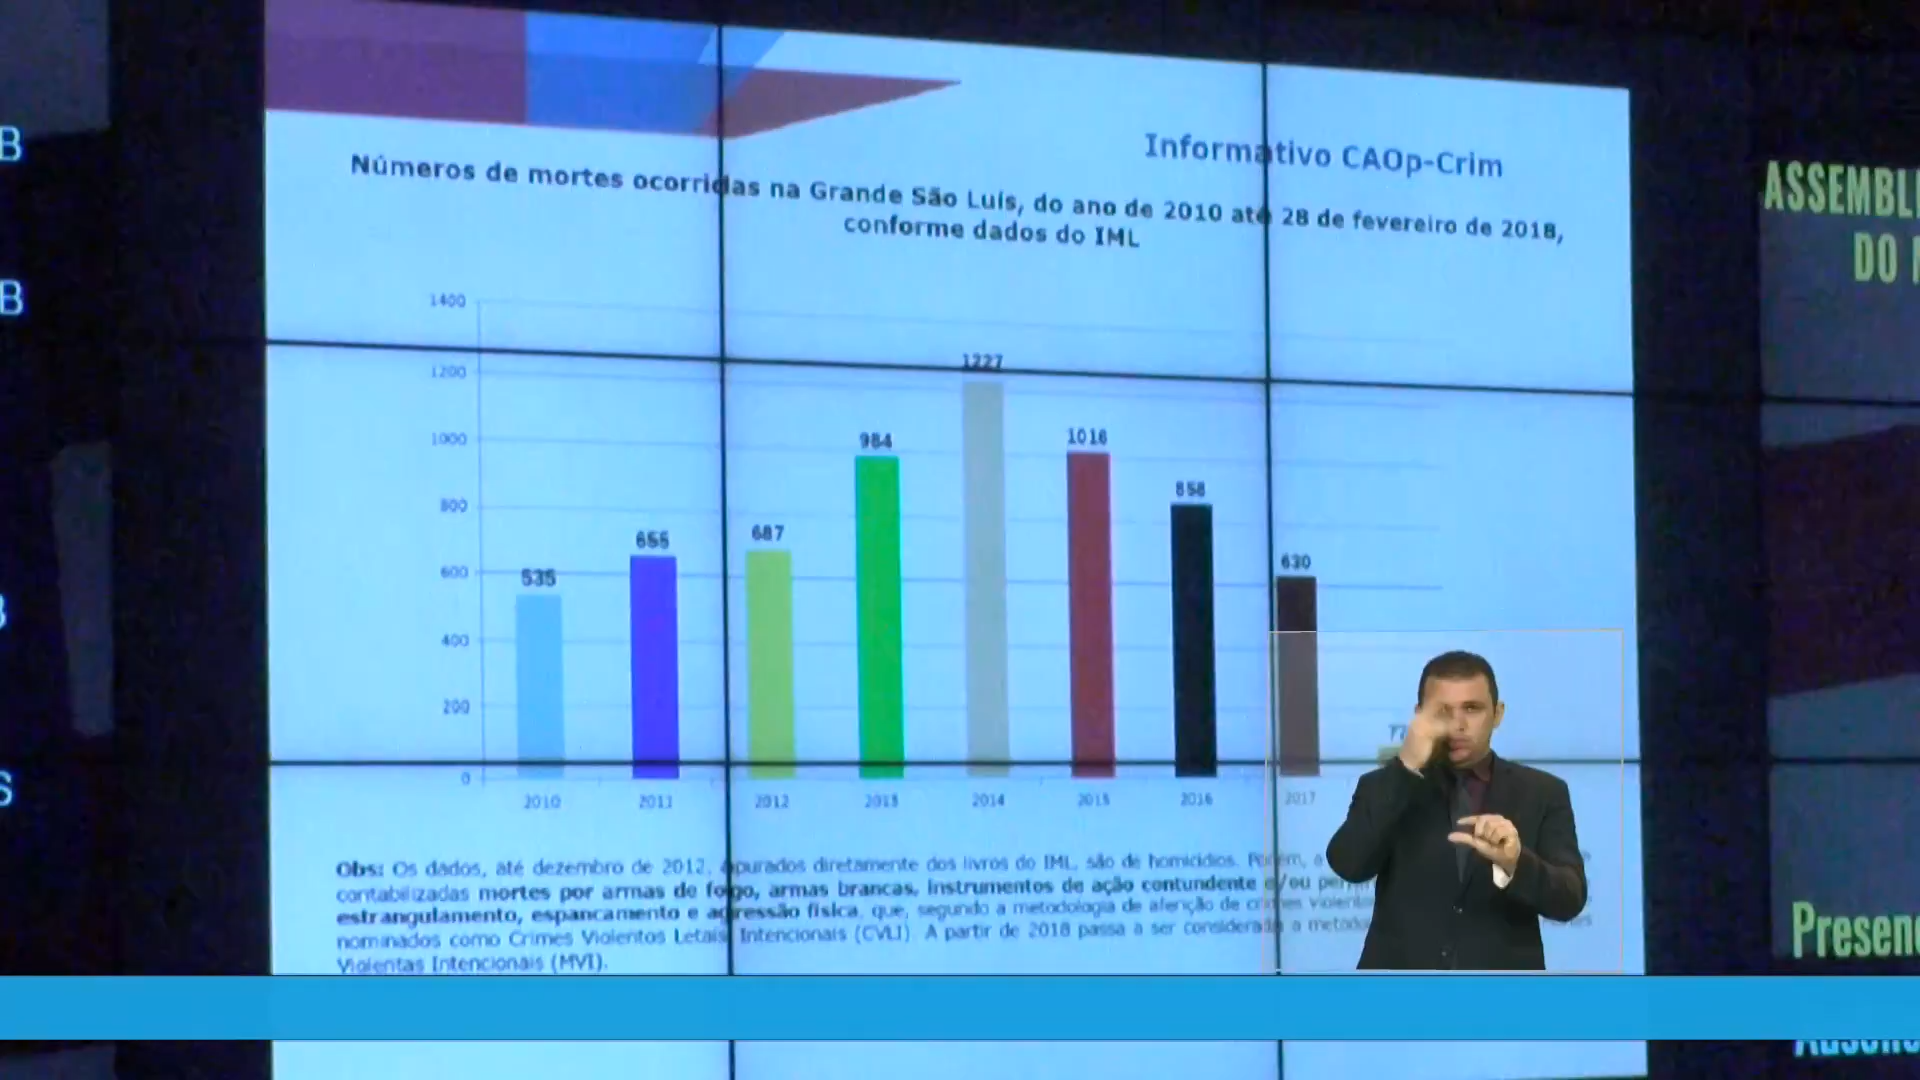 B
B
S
Informativo CAOp-Crim
Números de mortes ocorridas na Grande São Luís, do ano de 2010 até 28 de fevereiro de 2018,
conforme dados do IML
1400
1200
1000
800
600
400
200
0
535
655
687
984
1227
1016
858
630
2010
2011
2012
2013
2014
2015
2016
2017
Obs: Os dados, até dezembro de 2012, apurados diretamente dos livros do IML, são de homicídios. Porém, a
contabilizadas mortes por armas de fogo, armas brancas, instrumentos de ação contundente e/ou
estrangulamento, espancamento e agressão física, que, segundo a metodologia de aferição de crimes
nominados como Crimes Violentos Letais Intencionais (CVLI). A partir de 2018 passa a ser considerada a
Violentas Intencionais (MVI).
ASSEMBL
DO
Presen